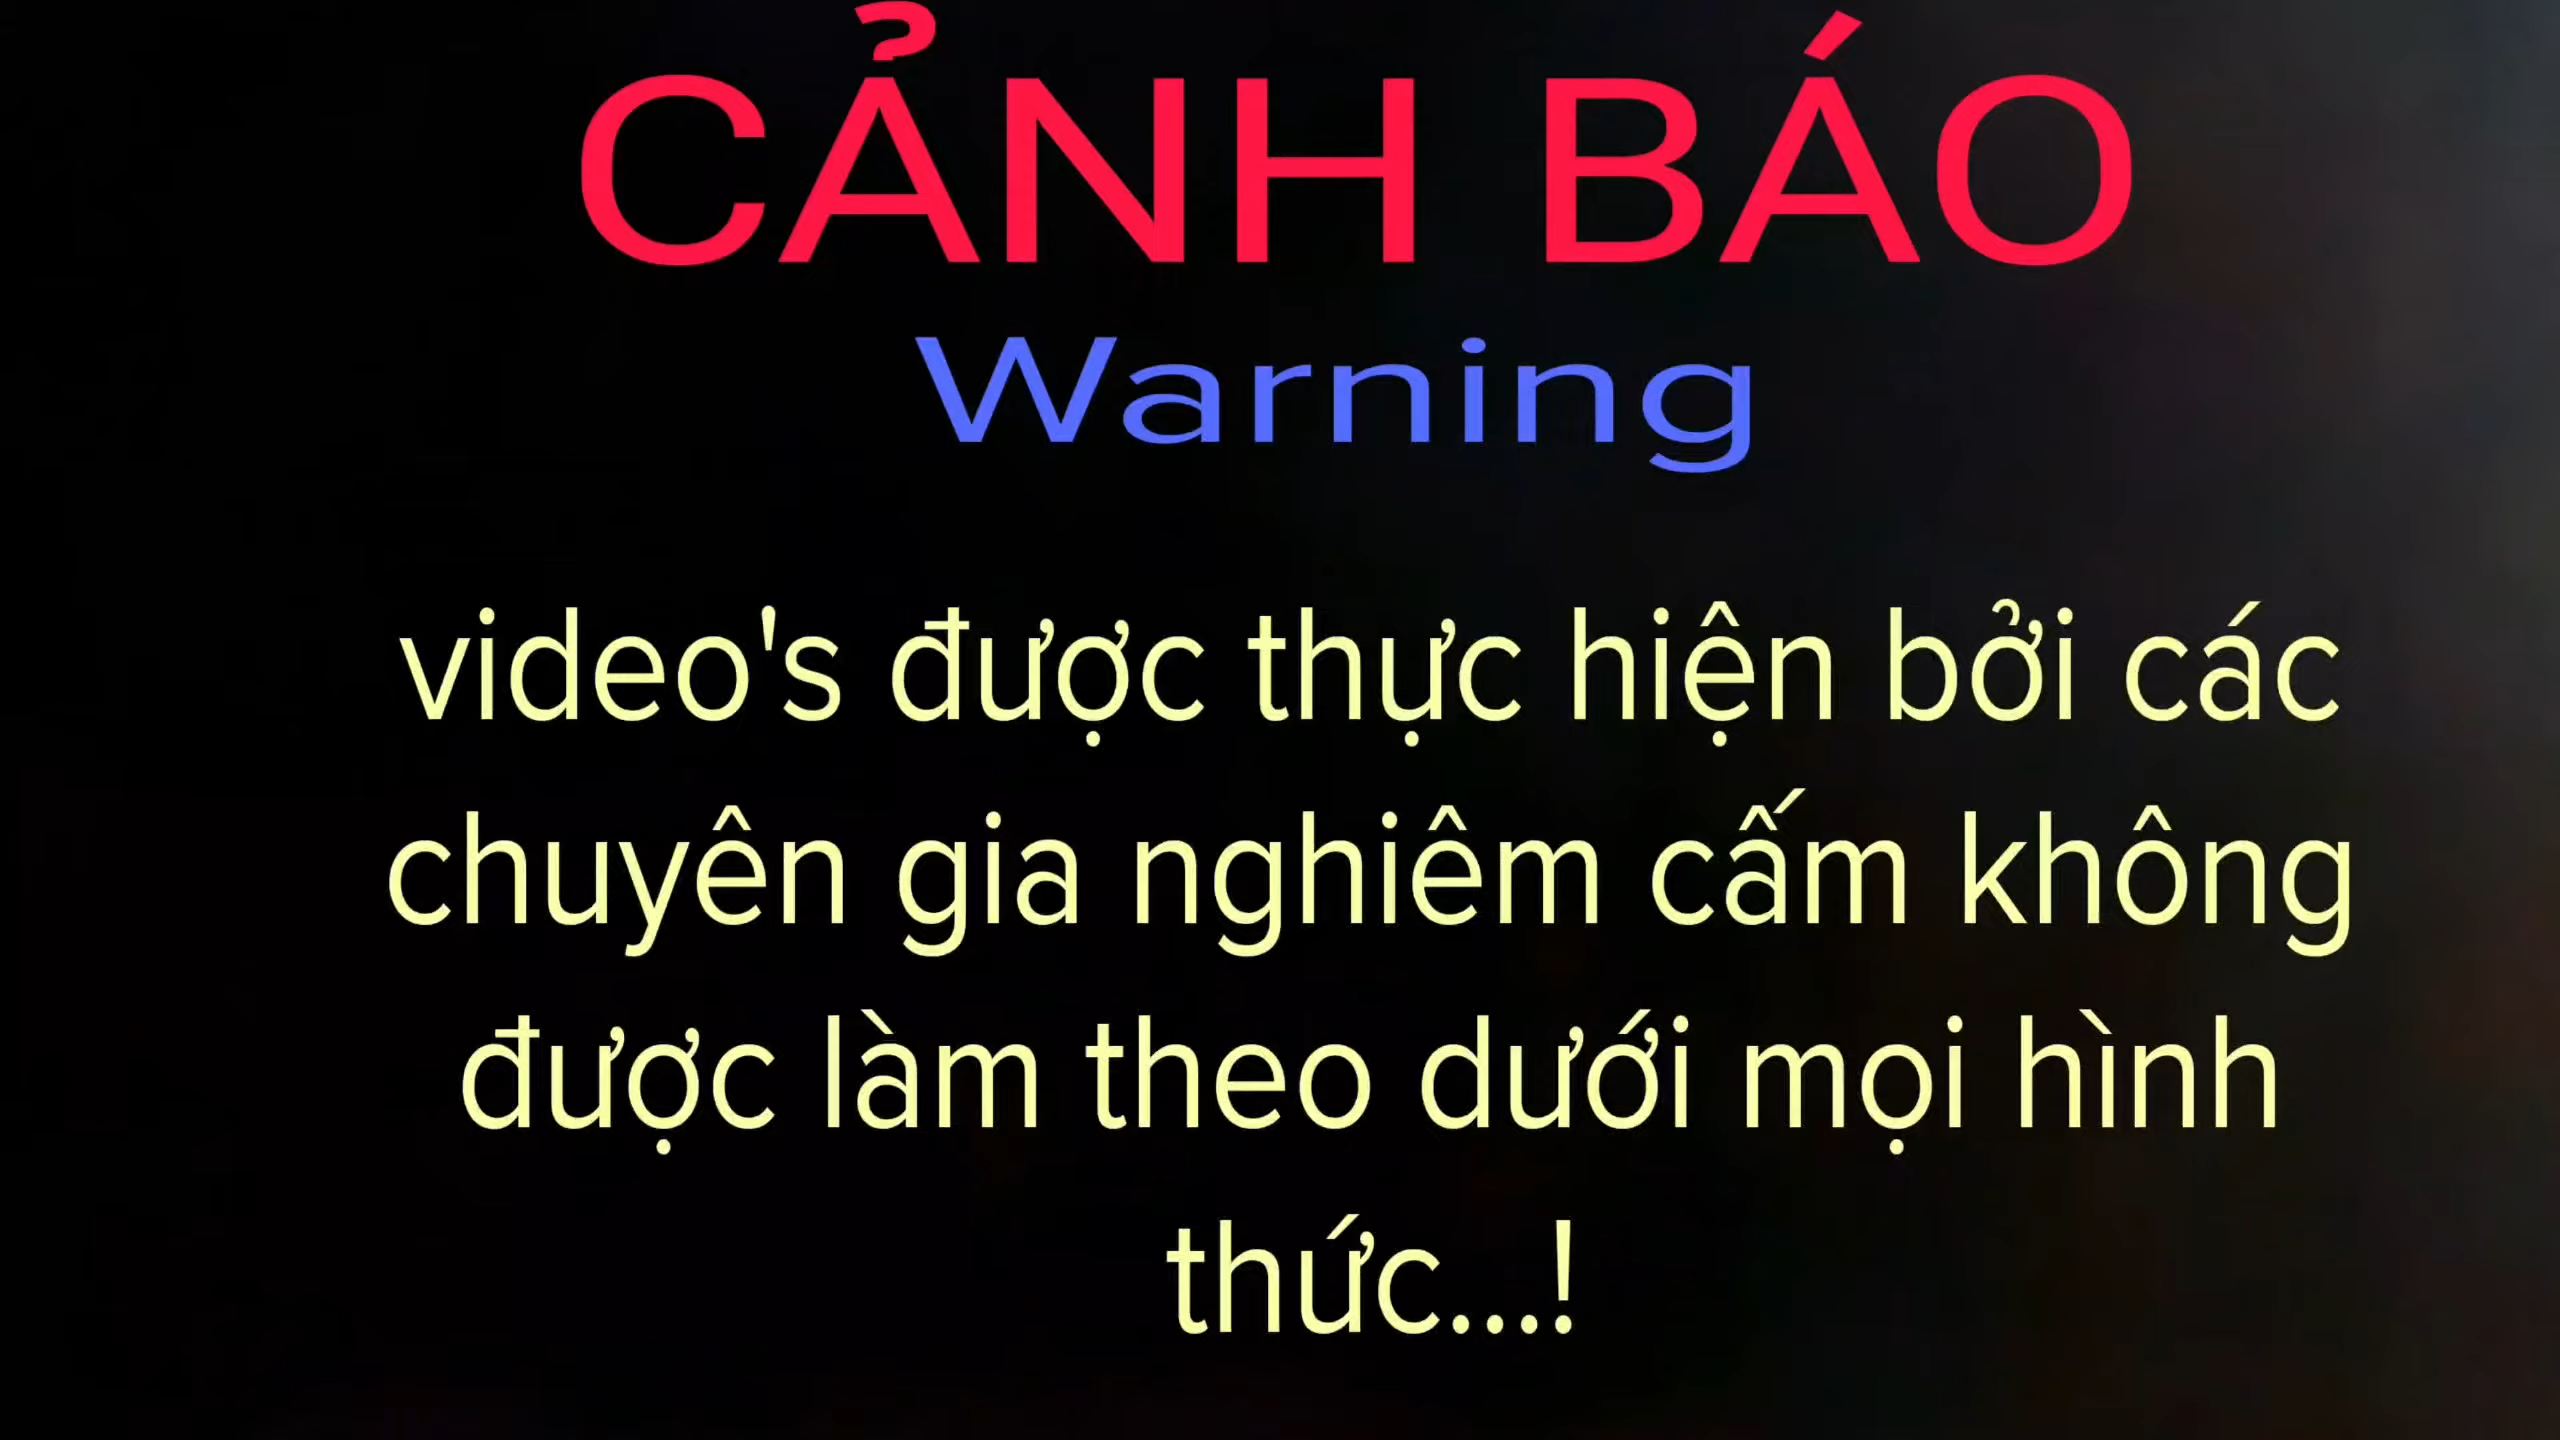 CẢNH BÁO
Warning
video's được thực hiện bởi các
chuyên gia nghiêm cấm không
được làm theo dưới mọi hình
thức...!